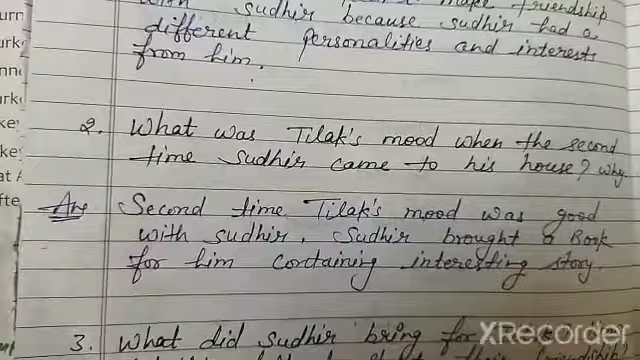 with Sudhir because Sudhir had a
different personalities and interests
from him.
2. What was Tilak's mood when the second
time Sudhir came to his house? Why
Ans Second time Tilak's mood was good
with Sudhir. Sudhir brought a Book
for him containing interesting story.
3. What did Sudhir bring for
XRecorder